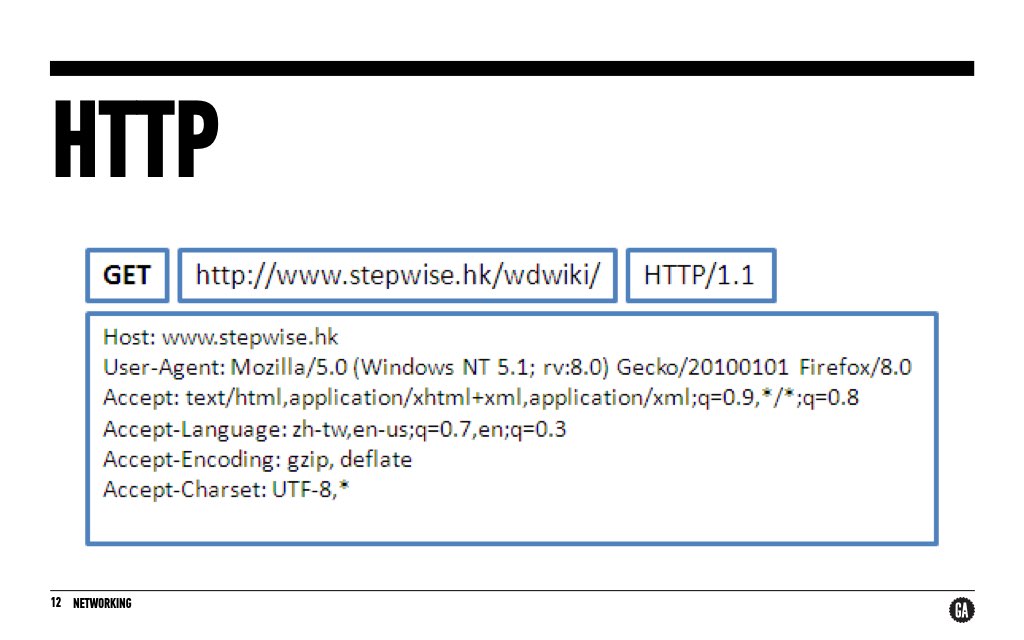 HTTP
GET http://www.stepwise.hk/wdwiki/ HTTP/1.1
Host: www.stepwise.hk
User-Agent: Mozilla/5.0 (Windows NT 5.1; rv:8.0) Gecko/20100101 Firefox/8.0
Accept: text/html,application/xhtml+xml,application/xml;q=0.9,*/*;q=0.8
Accept-Language: zh-tw,en-us;q=0.7,en;q=0.3
Accept-Encoding: gzip, deflate
Accept-Charset: UTF-8,*
12 NETWORKING
GA